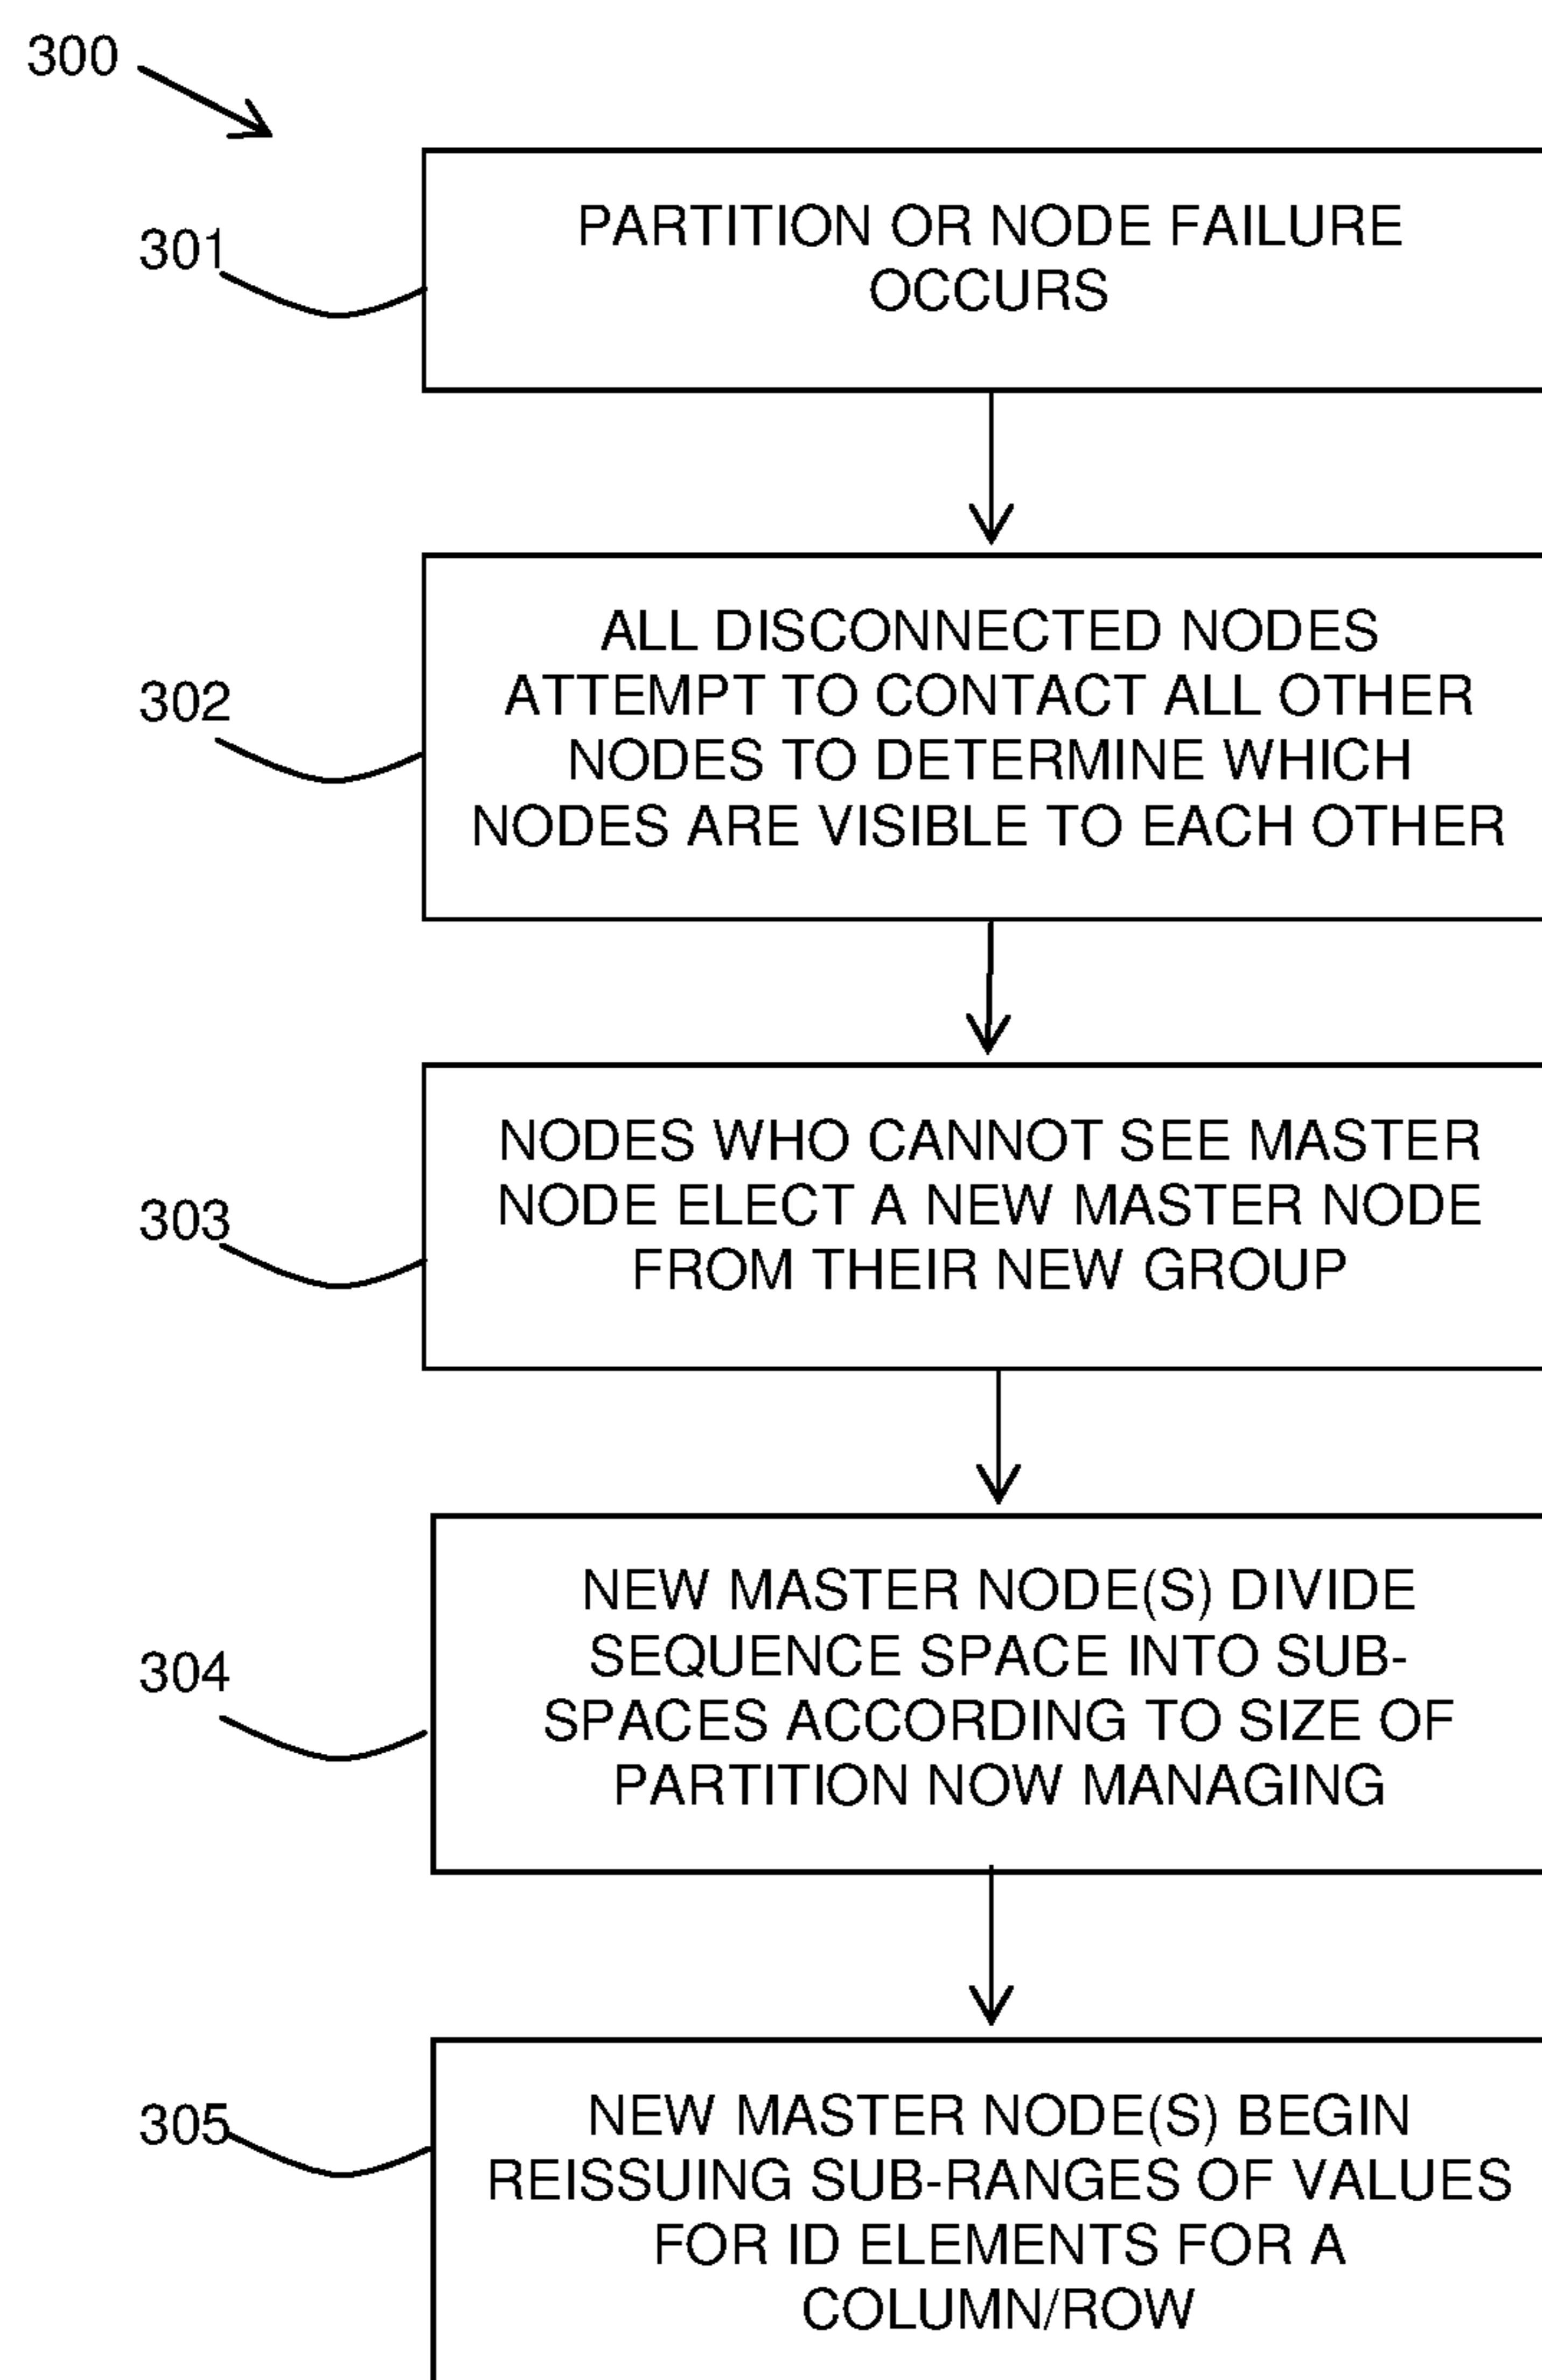 300
301
PARTITION OR NODE FAILURE
OCCURS
302
ALL DISCONNECTED NODES
ATTEMPT TO CONTACT ALL OTHER
NODES TO DETERMINE WHICH
NODES ARE VISIBLE TO EACH OTHER
303
NODES WHO CANNOT SEE MASTER
NODE ELECT A NEW MASTER NODE
FROM THEIR NEW GROUP
304
NEW MASTER NODE(S) DIVIDE
SEQUENCE SPACE INTO SUB-
SPACES ACCORDING TO SIZE OF
PARTITION NOW MANAGING
305
NEW MASTER NODE(S) BEGIN
REISSUING SUB-RANGES OF VALUES
FOR ID ELEMENTS FOR A
COLUMN/ROW